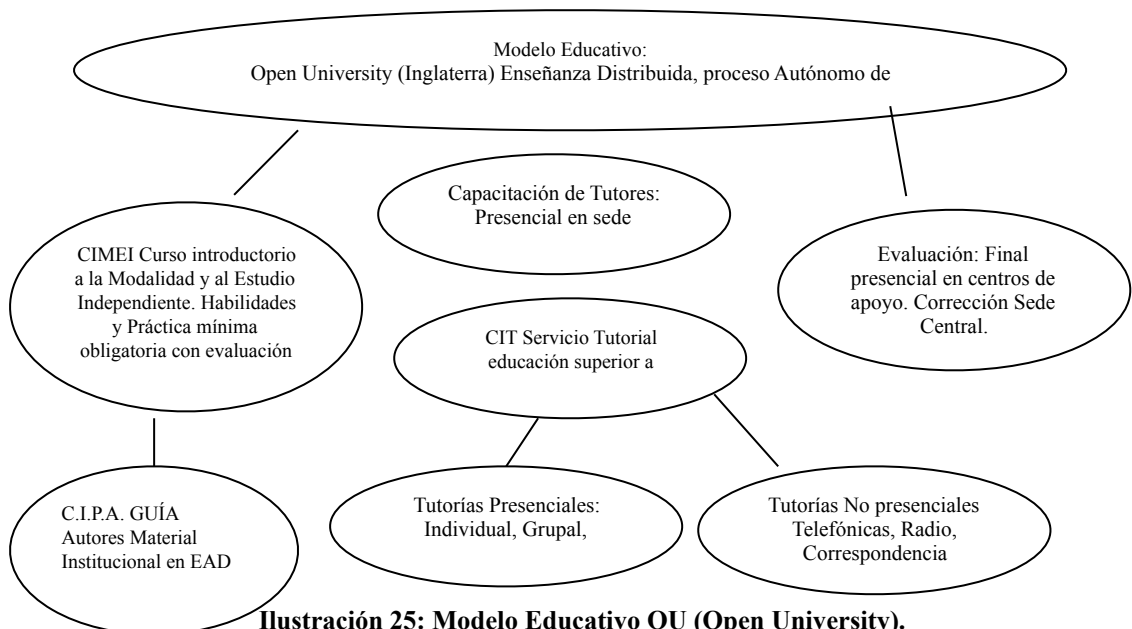 Modelo Educativo:
Open University (Inglaterra) Enseñanza Distribuida, proceso Autónomo de
Capacitación de Tutores:
Presencial en sede
CIMEI Curso introductorio
a la Modalidad y al Estudio
Independiente. Habilidades
y Práctica mínima
obligatoria con evaluación
Evaluación: Final
presencial en centros de
apoyo. Corrección Sede
Central.
CIT Servicio Tutorial
educación superior a
C.I.P.A. GUÍA
Autores Material
Institucional en EAD
Tutorías Presenciales:
Individual, Grupal,
Tutorías No presenciales
Telefónicas, Radio,
Correspondencia
Ilustración 25: Modelo Educativo OU (Open University).